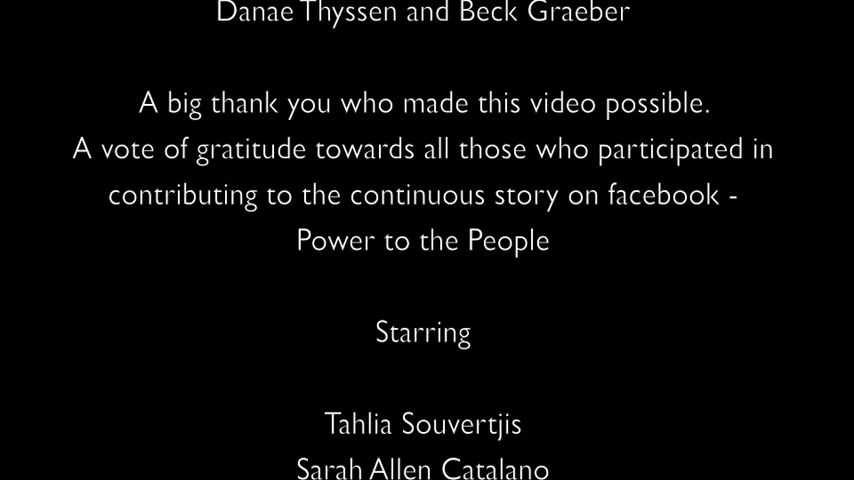 Danae Thyssen and Beck Graeber
A big thank you who made this video possible.
A vote of gratitude towards all those who participated in
contributing to the continuous story on facebook -
Power to the People
Starring
Tahlia Souvertjis
Sarah Allen Catalano